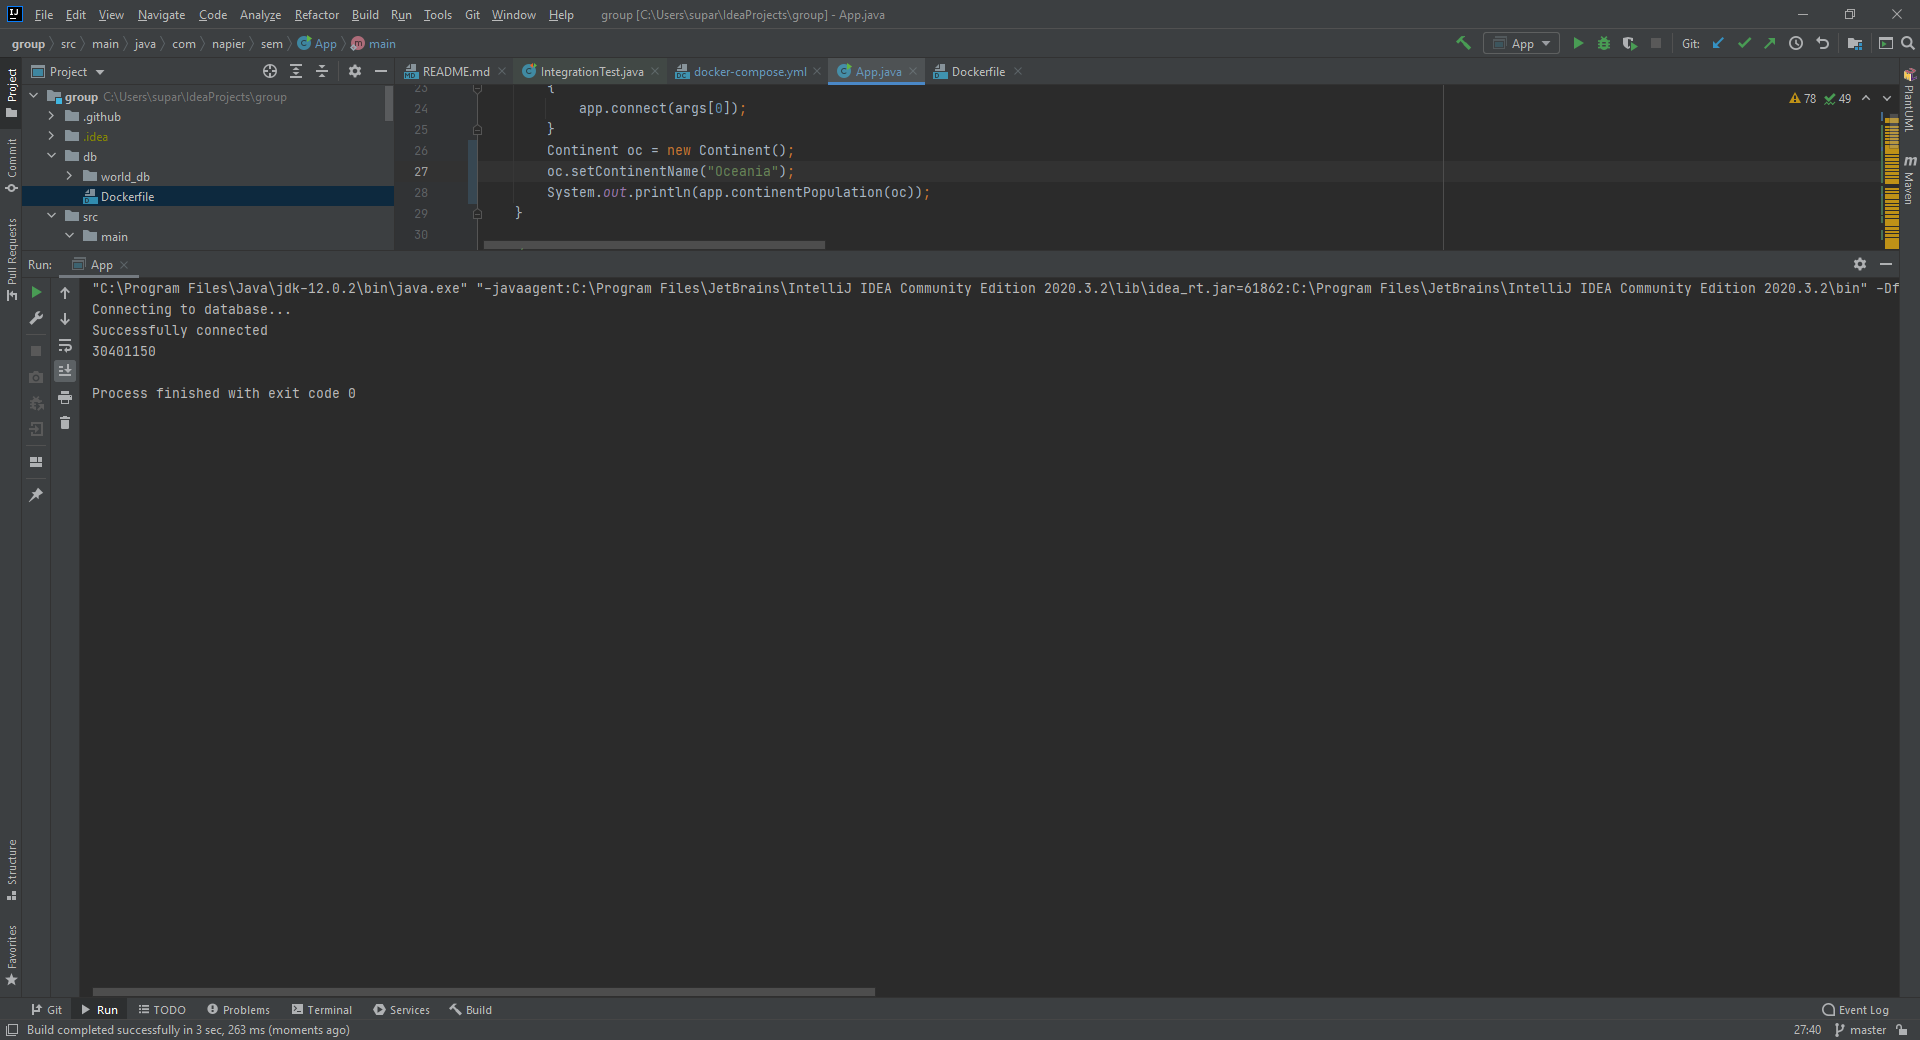 File Edit View Navigate Code Analyze Refactor Build Run Tools Git Window Help group [C:\Users\supar\IdeaProjects\group] - App.java
group src main java com napier sem App main App Git:
Project
README.md IntegrationTest.java docker-compose.yml App.java Dockerfile
group C:\Users\supar\IdeaProjects\group
.github
.idea
db
world_db
Dockerfile
src
main
23 {
24 app.connect(args[0]);
25 }
26 Continent oc = new Continent();
27 oc.setContinentName("Oceania");
28 System.out.println(app.continentPopulation(oc));
29 }
30
78 49
Project
Commit
Pull Requests
Structure
Favorites
PlantUML
Maven
Run: App
"C:\Program Files\Java\jdk-12.0.2\bin\java.exe" "-javaagent:C:\Program Files\JetBrains\IntelliJ IDEA Community Edition 2020.3.2\lib\idea_rt.jar=61862:C:\Program Files\JetBrains\IntelliJ IDEA Community Edition 2020.3.2\bin" -Df
Connecting to database...
Successfully connected
30401150
Process finished with exit code 0
Git Run TODO Problems Terminal Services Build Event Log
Build completed successfully in 3 sec, 263 ms (moments ago) 27:40 master